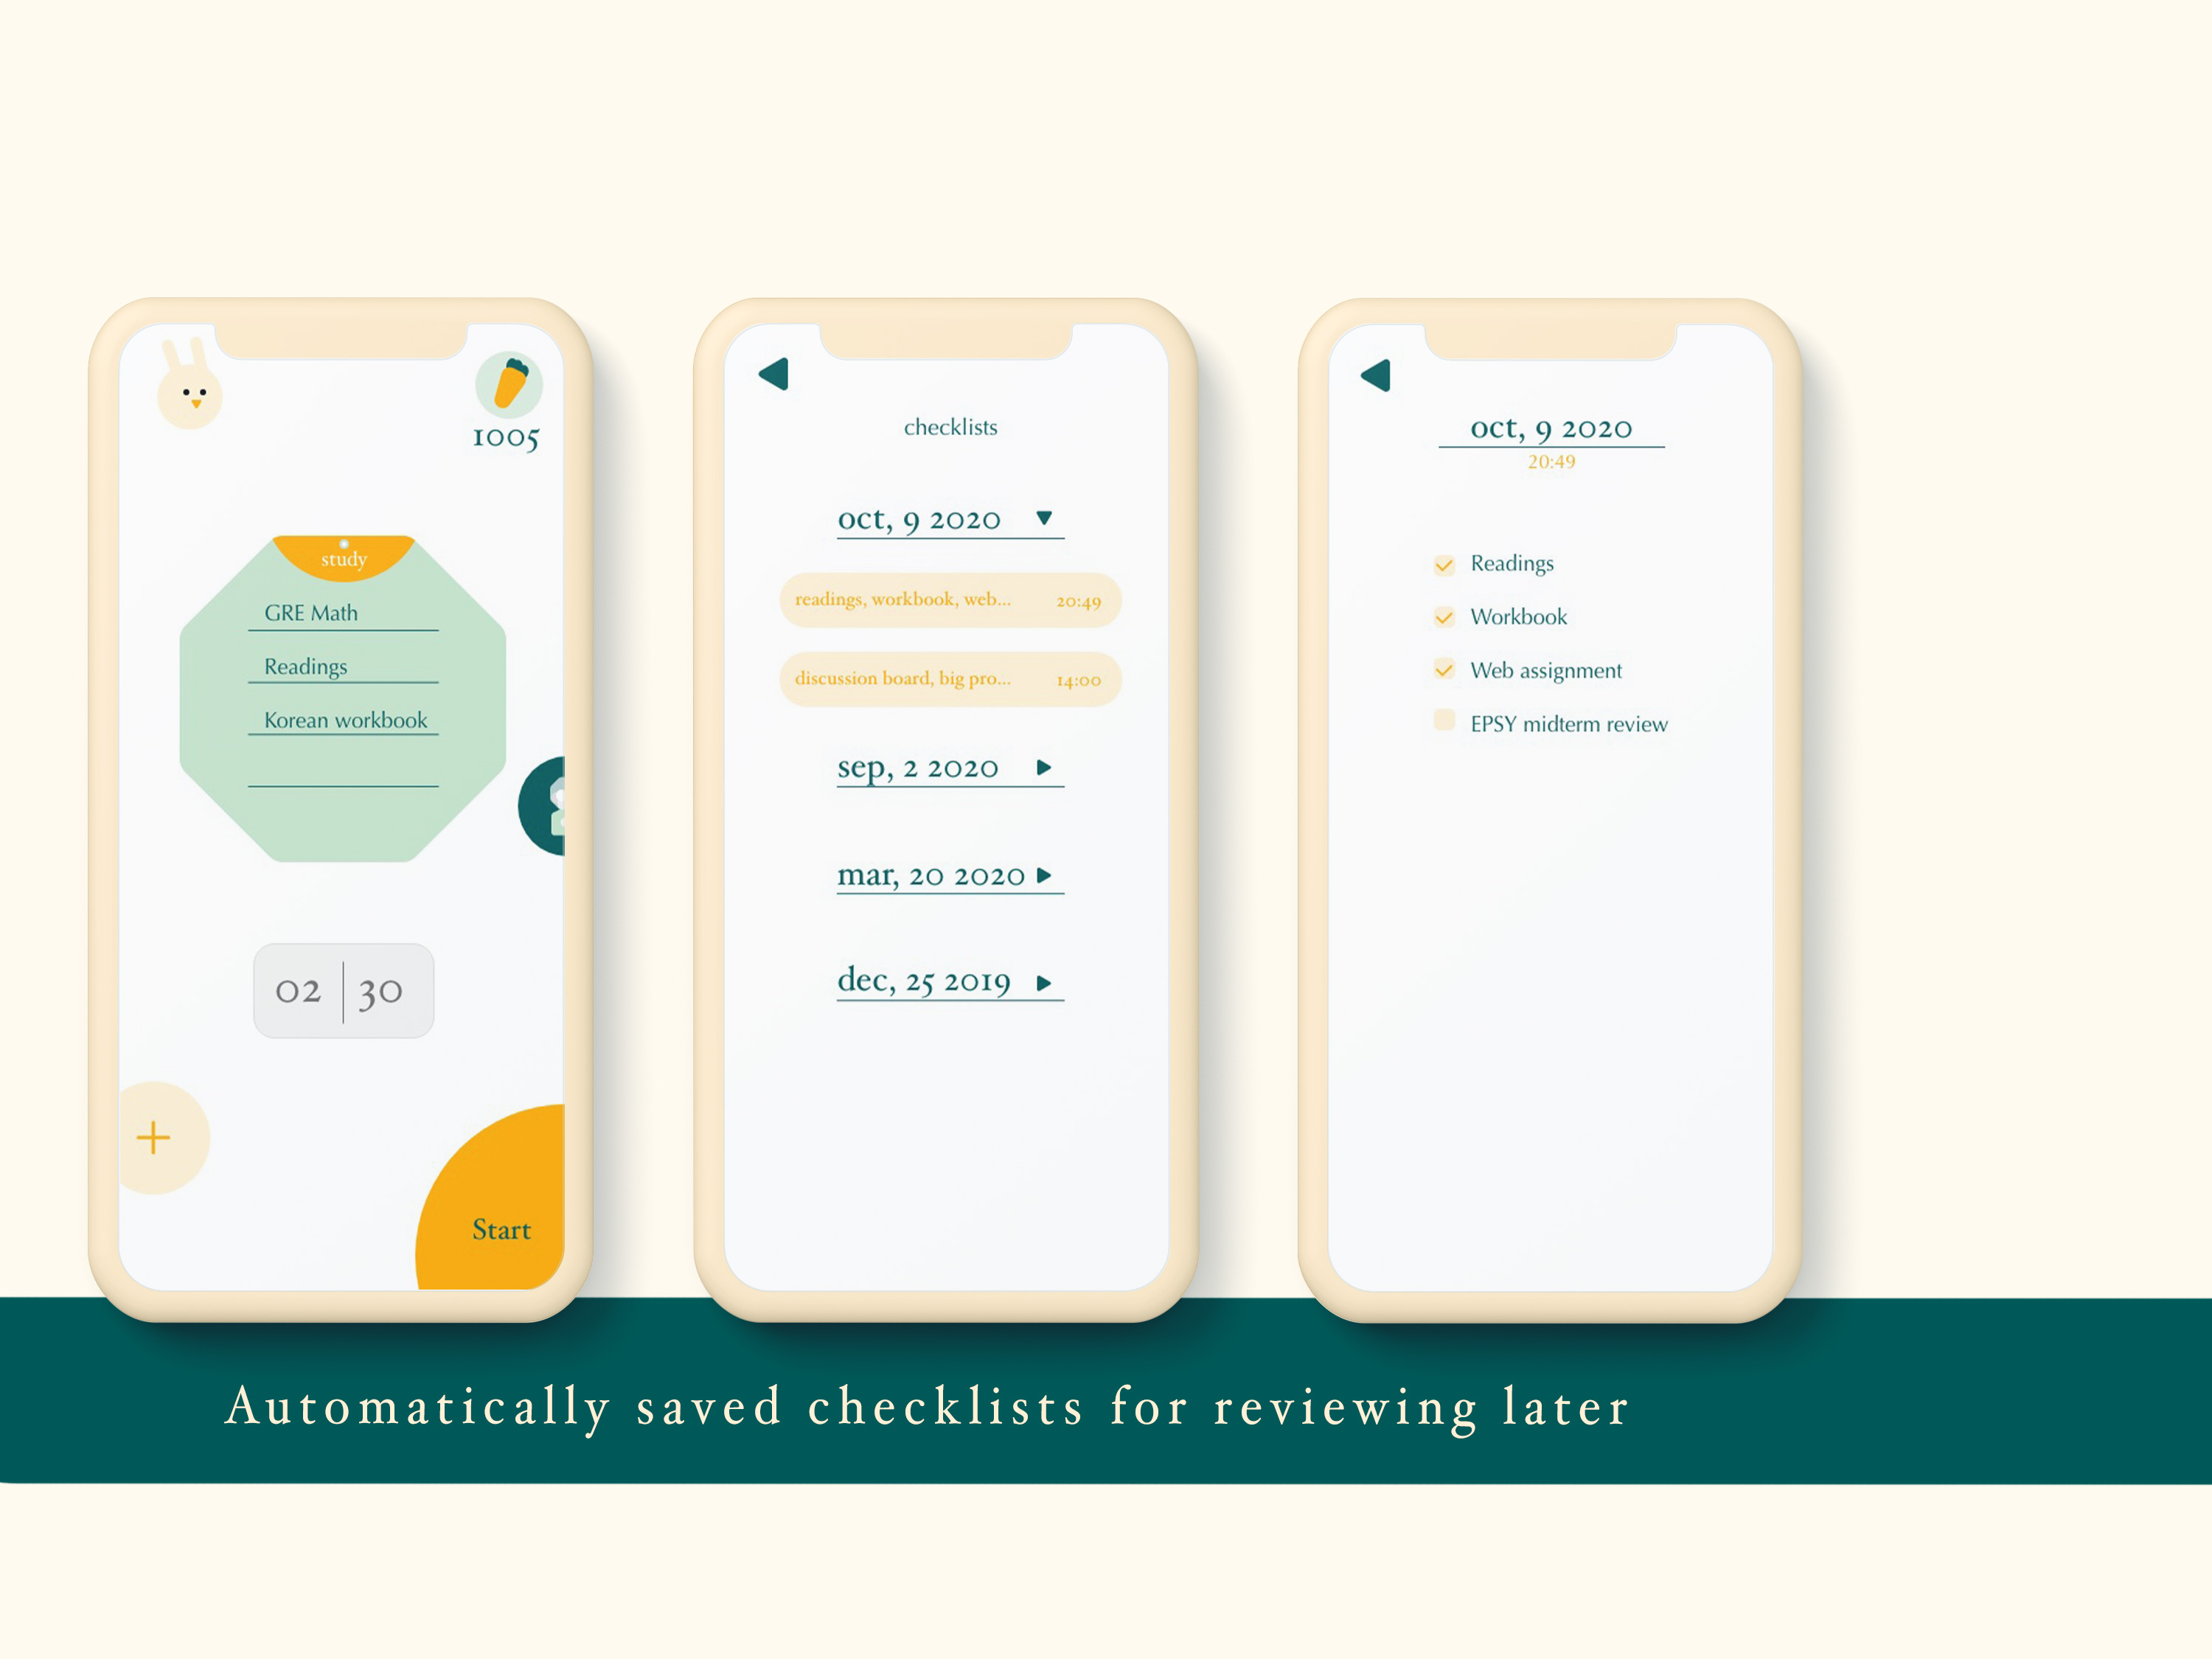 1005
study
GRE Math
Readings
Korean workbook
02 30
Start
checklists
oct, 9 2020
readings, workbook, web... 20:49
discussion board, big pro... 14:00
sep, 2 2020
mar, 20 2020
dec, 25 2019
oct, 9 2020
20:49
Readings
Workbook
Web assignment
EPSY midterm review
Automatically saved checklists for reviewing later